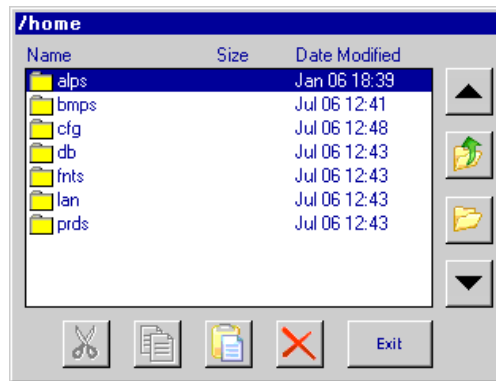 /home
Name Size Date Modified
alps Jan 06 18:39
bmps Jul 06 12:41
cfg Jul 06 12:48
db Jul 06 12:43
fnts Jul 06 12:43
lan Jul 06 12:43
prds Jul 06 12:43
Exit